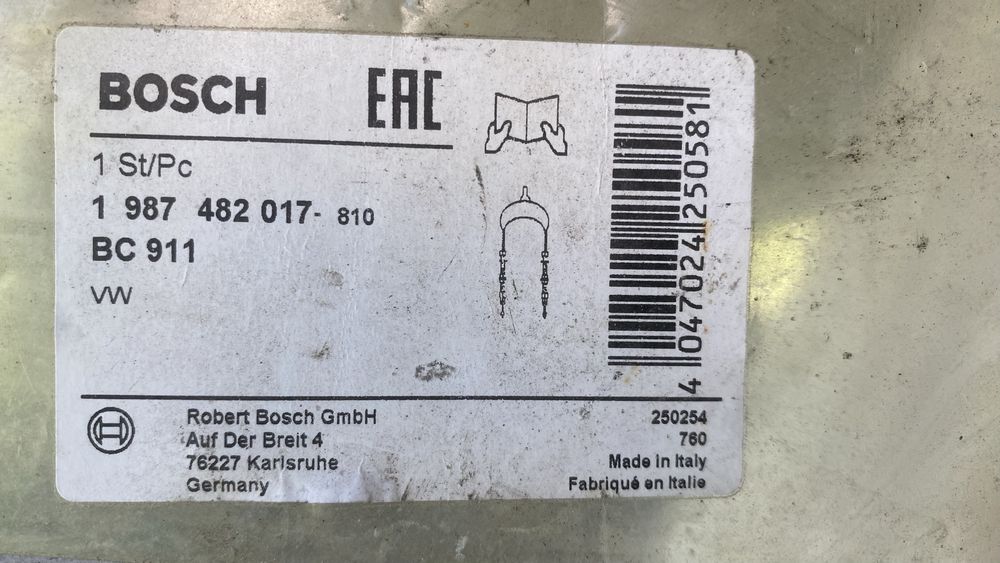 BOSCH
EAC
1 St/Pc
1 987 482 017- 810
BC 911
VW
4 047024 250581
Robert Bosch GmbH
Auf Der Breit 4
76227 Karlsruhe
Germany
250254
760
Made in Italy
Fabriqué en Italie